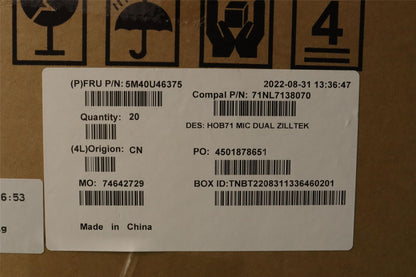 4
(P)FRU P/N: 5M40U46375
2022-08-31 13:36:47
Compal P/N: 71NL7138070
Quantity: 20
DES: HOB71 MIC DUAL ZILLTEK
(4L)Origion: CN
PO: 4501878651
MO: 74642729
BOX ID:TNBT2208311336460201
6:53
Made in China